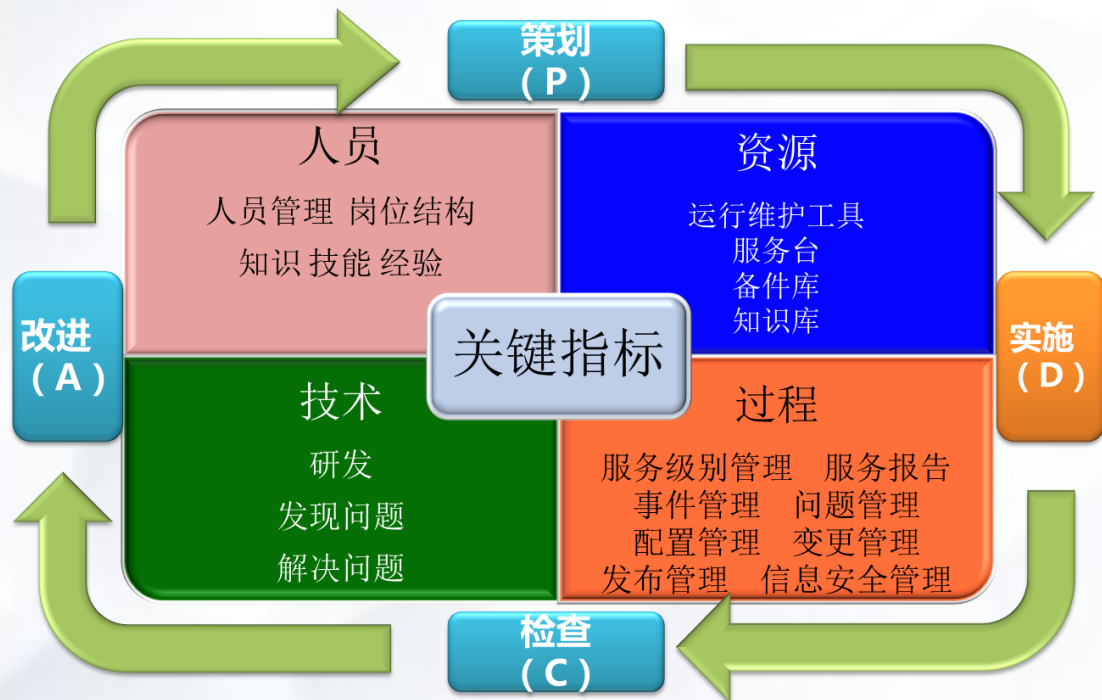 策划
（P）
人员
人员管理 岗位结构
知识 技能 经验
资源
运行维护工具
服务台
备件库
知识库
改进
（A）
关键指标
实施
（D）
技术
研发
发现问题
解决问题
过程
服务级别管理 服务报告
事件管理 问题管理
配置管理 变更管理
发布管理 信息安全管理
检查
（C）